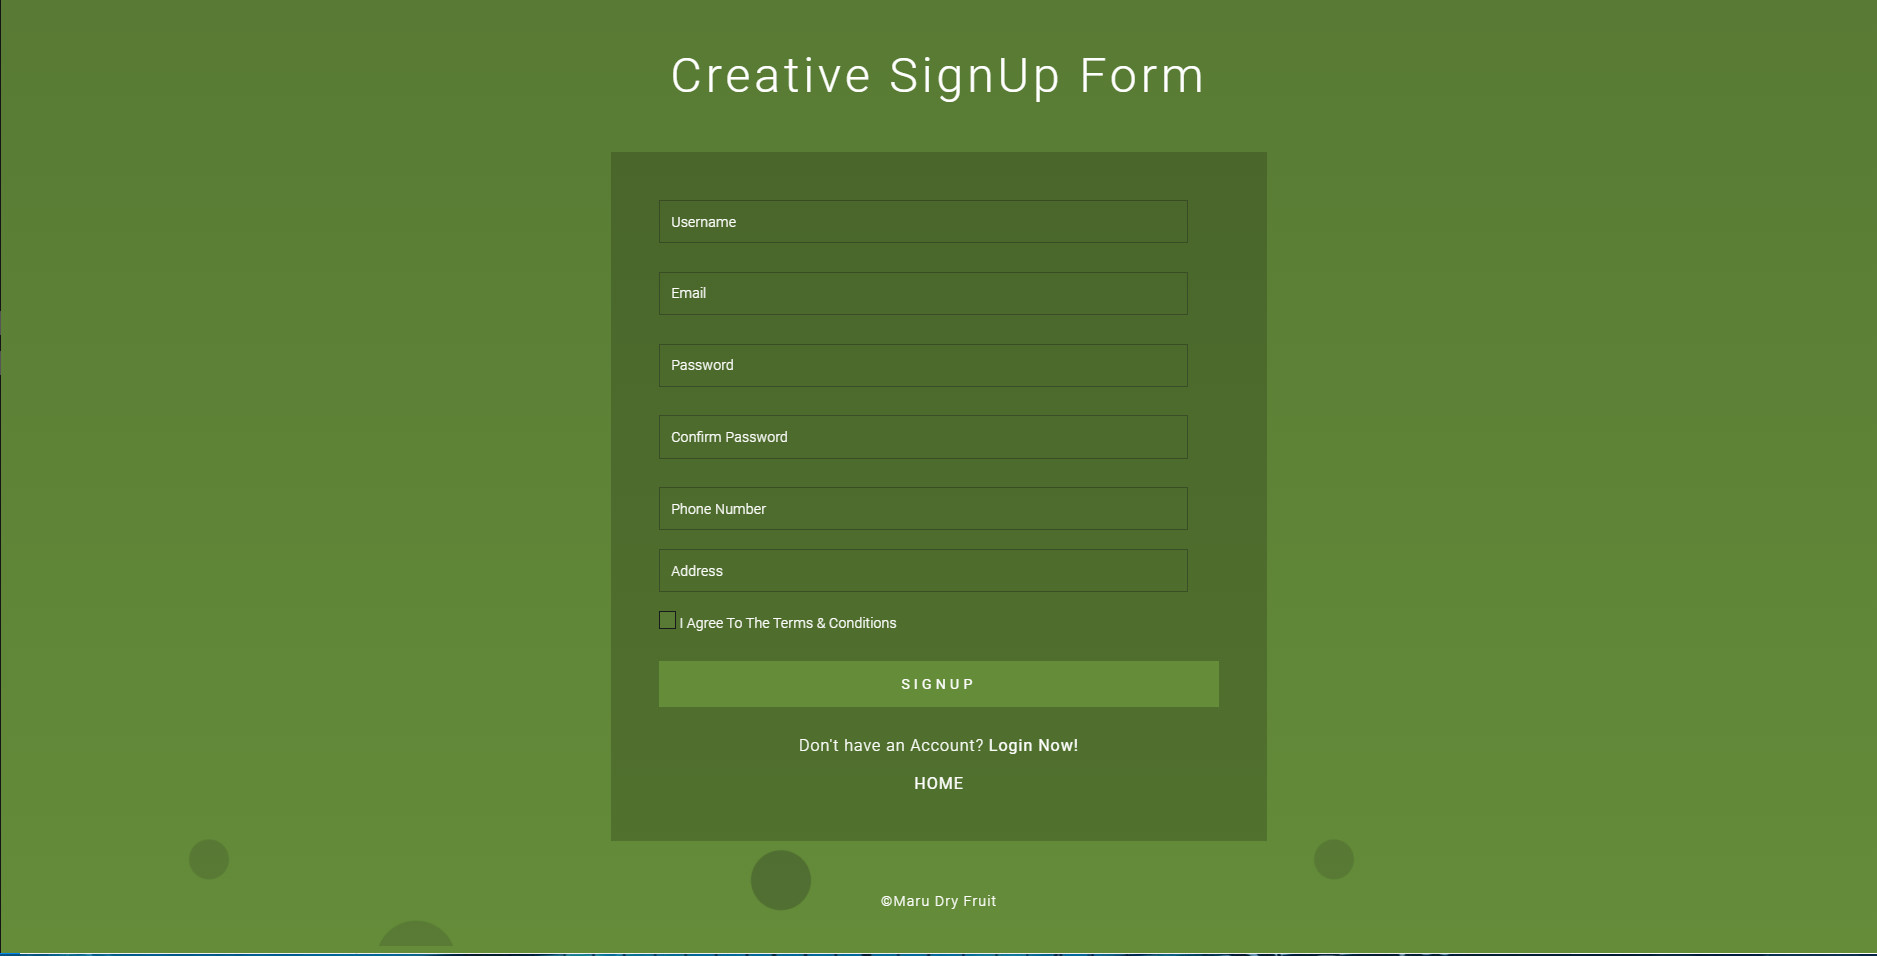 Creative SignUp Form
Username
Email
Password
Confirm Password
Phone Number
Address
I Agree To The Terms & Conditions
SIGNUP
Don't have an Account? Login Now!
HOME
©Maru Dry Fruit